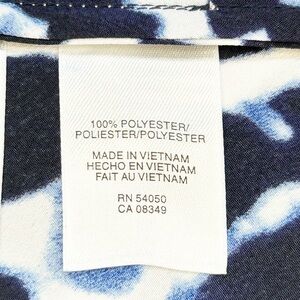 100% POLYESTER/
POLIESTER/POLYESTER
MADE IN VIETNAM
HECHO EN VIETNAM
FAIT AU VIETNAM
RN 54050
CA 08349